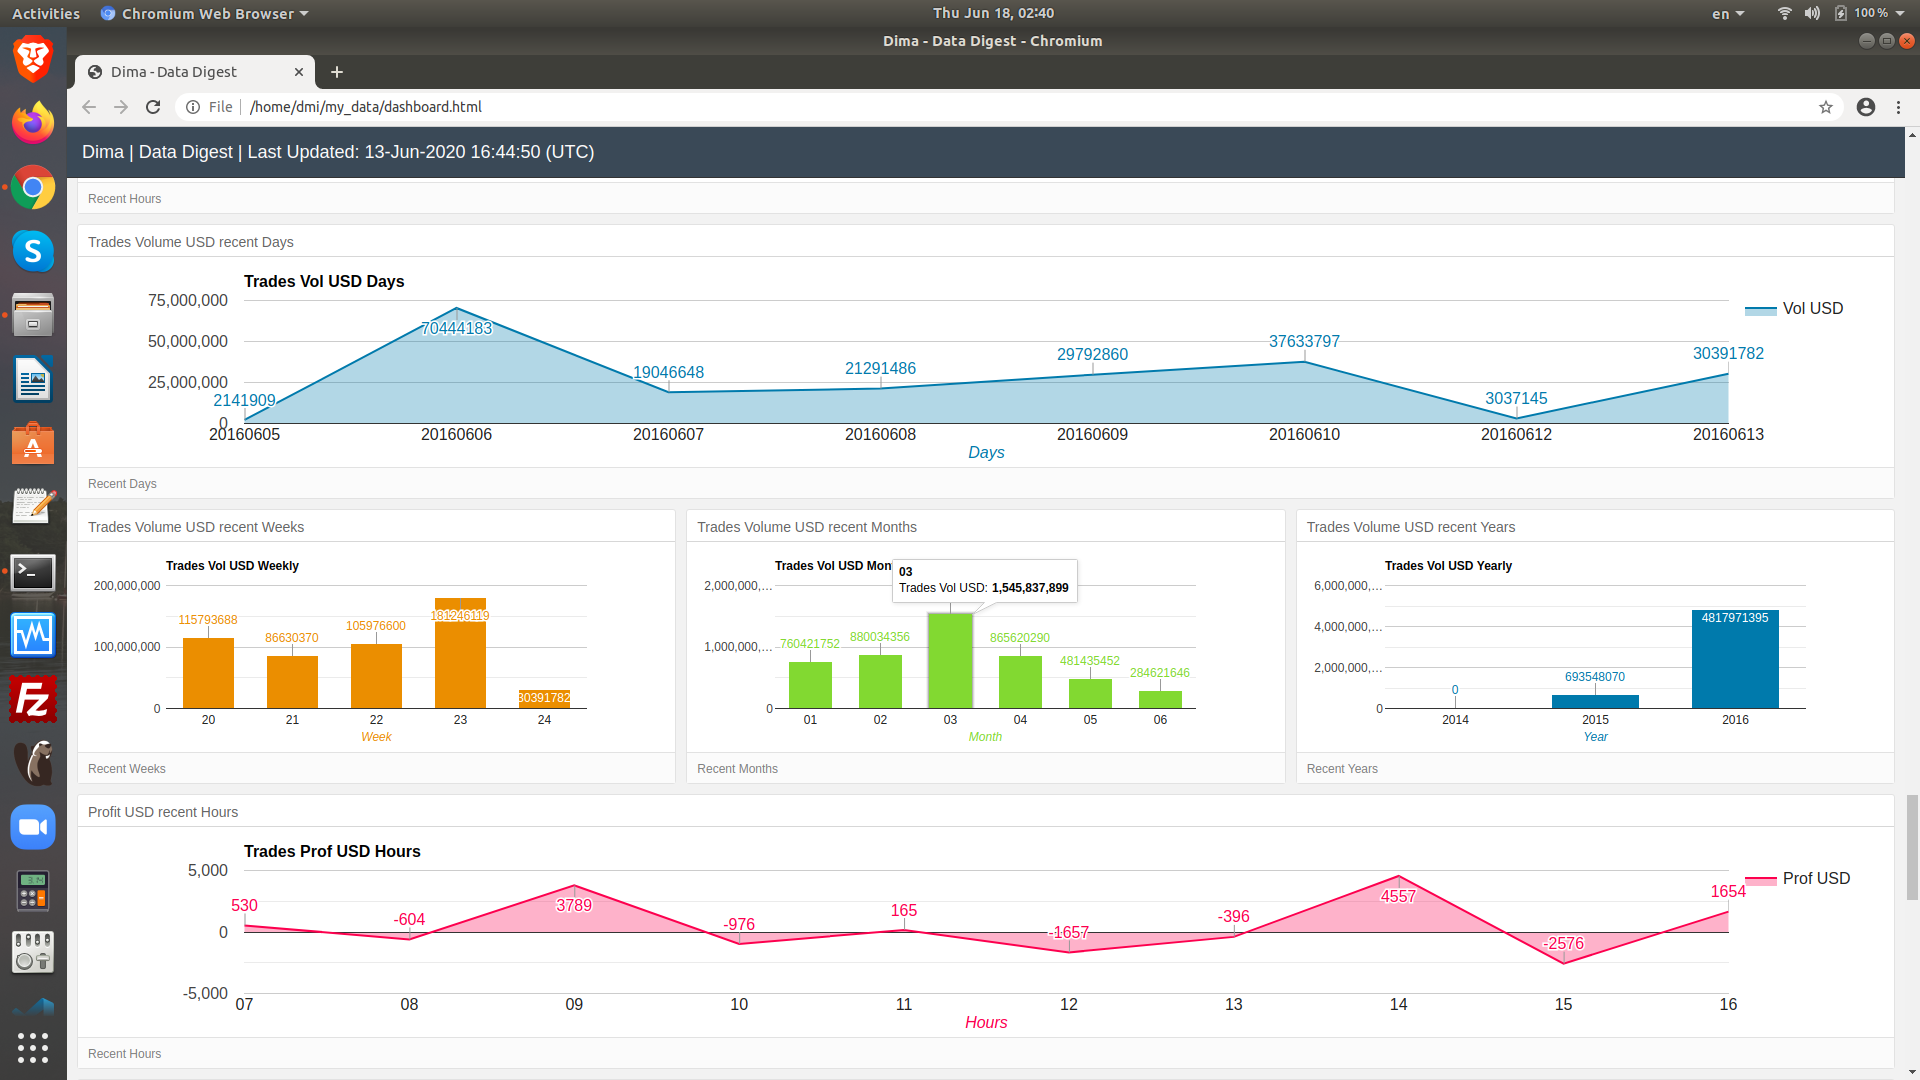 Activities Chromium Web Browser Thu Jun 18, 02:40 en 100 %
Dima - Data Digest - Chromium
Dima - Data Digest
File /home/dmi/my_data/dashboard.html
Dima | Data Digest | Last Updated: 13-Jun-2020 16:44:50 (UTC)
Recent Hours
Trades Volume USD recent Days
Trades Vol USD Days
75,000,000
50,000,000
25,000,000
0
Vol USD
2141909 70444183 19046648 21291486 29792860 37633797 3037145 30391782
20160605 20160606 20160607 20160608 20160609 20160610 20160612 20160613
Days
Recent Days
Trades Volume USD recent Weeks
Trades Vol USD Weekly
200,000,000
100,000,000
0
115793688 86630370 105976600 181246119 30391782
20 21 22 23 24
Week
Recent Weeks
Trades Volume USD recent Months
Trades Vol USD Mon
03
Trades Vol USD: 1,545,837,899
2,000,000,…
1,000,000,…
0
760421752 880034356 865620290 481435452 284621646
01 02 03 04 05 06
Month
Recent Months
Trades Volume USD recent Years
Trades Vol USD Yearly
6,000,000,…
4,000,000,…
2,000,000,…
0
0 693548070 4817971395
2014 2015 2016
Year
Recent Years
Profit USD recent Hours
Trades Prof USD Hours
5,000
0
-5,000
Prof USD
530 -604 3789 -976 165 -1657 -396 4557 -2576 1654
07 08 09 10 11 12 13 14 15 16
Hours
Recent Hours